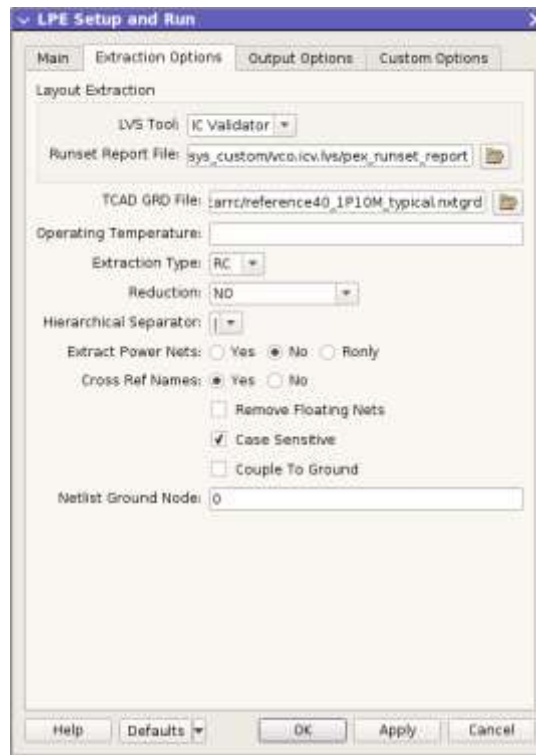 LPE Setup and Run
Main Extraction Options Output Options Custom Options
Layout Extraction
LVS Tool: IC Validator
Runset Report File: sys_custom/vco.icv.lvs/pex_runset_report
TCAD GRD File: :arrc/reference40_1P10M_typical.nxtgrd
Operating Temperature:
Extraction Type: RC
Reduction: NO
Hierarchical Separator: |
Extract Power Nets: Yes No Ronly
Cross Ref Names: Yes No
Remove Floating Nets
Case Sensitive
Couple To Ground
Netlist Ground Node: 0
Help Defaults OK Apply Cancel